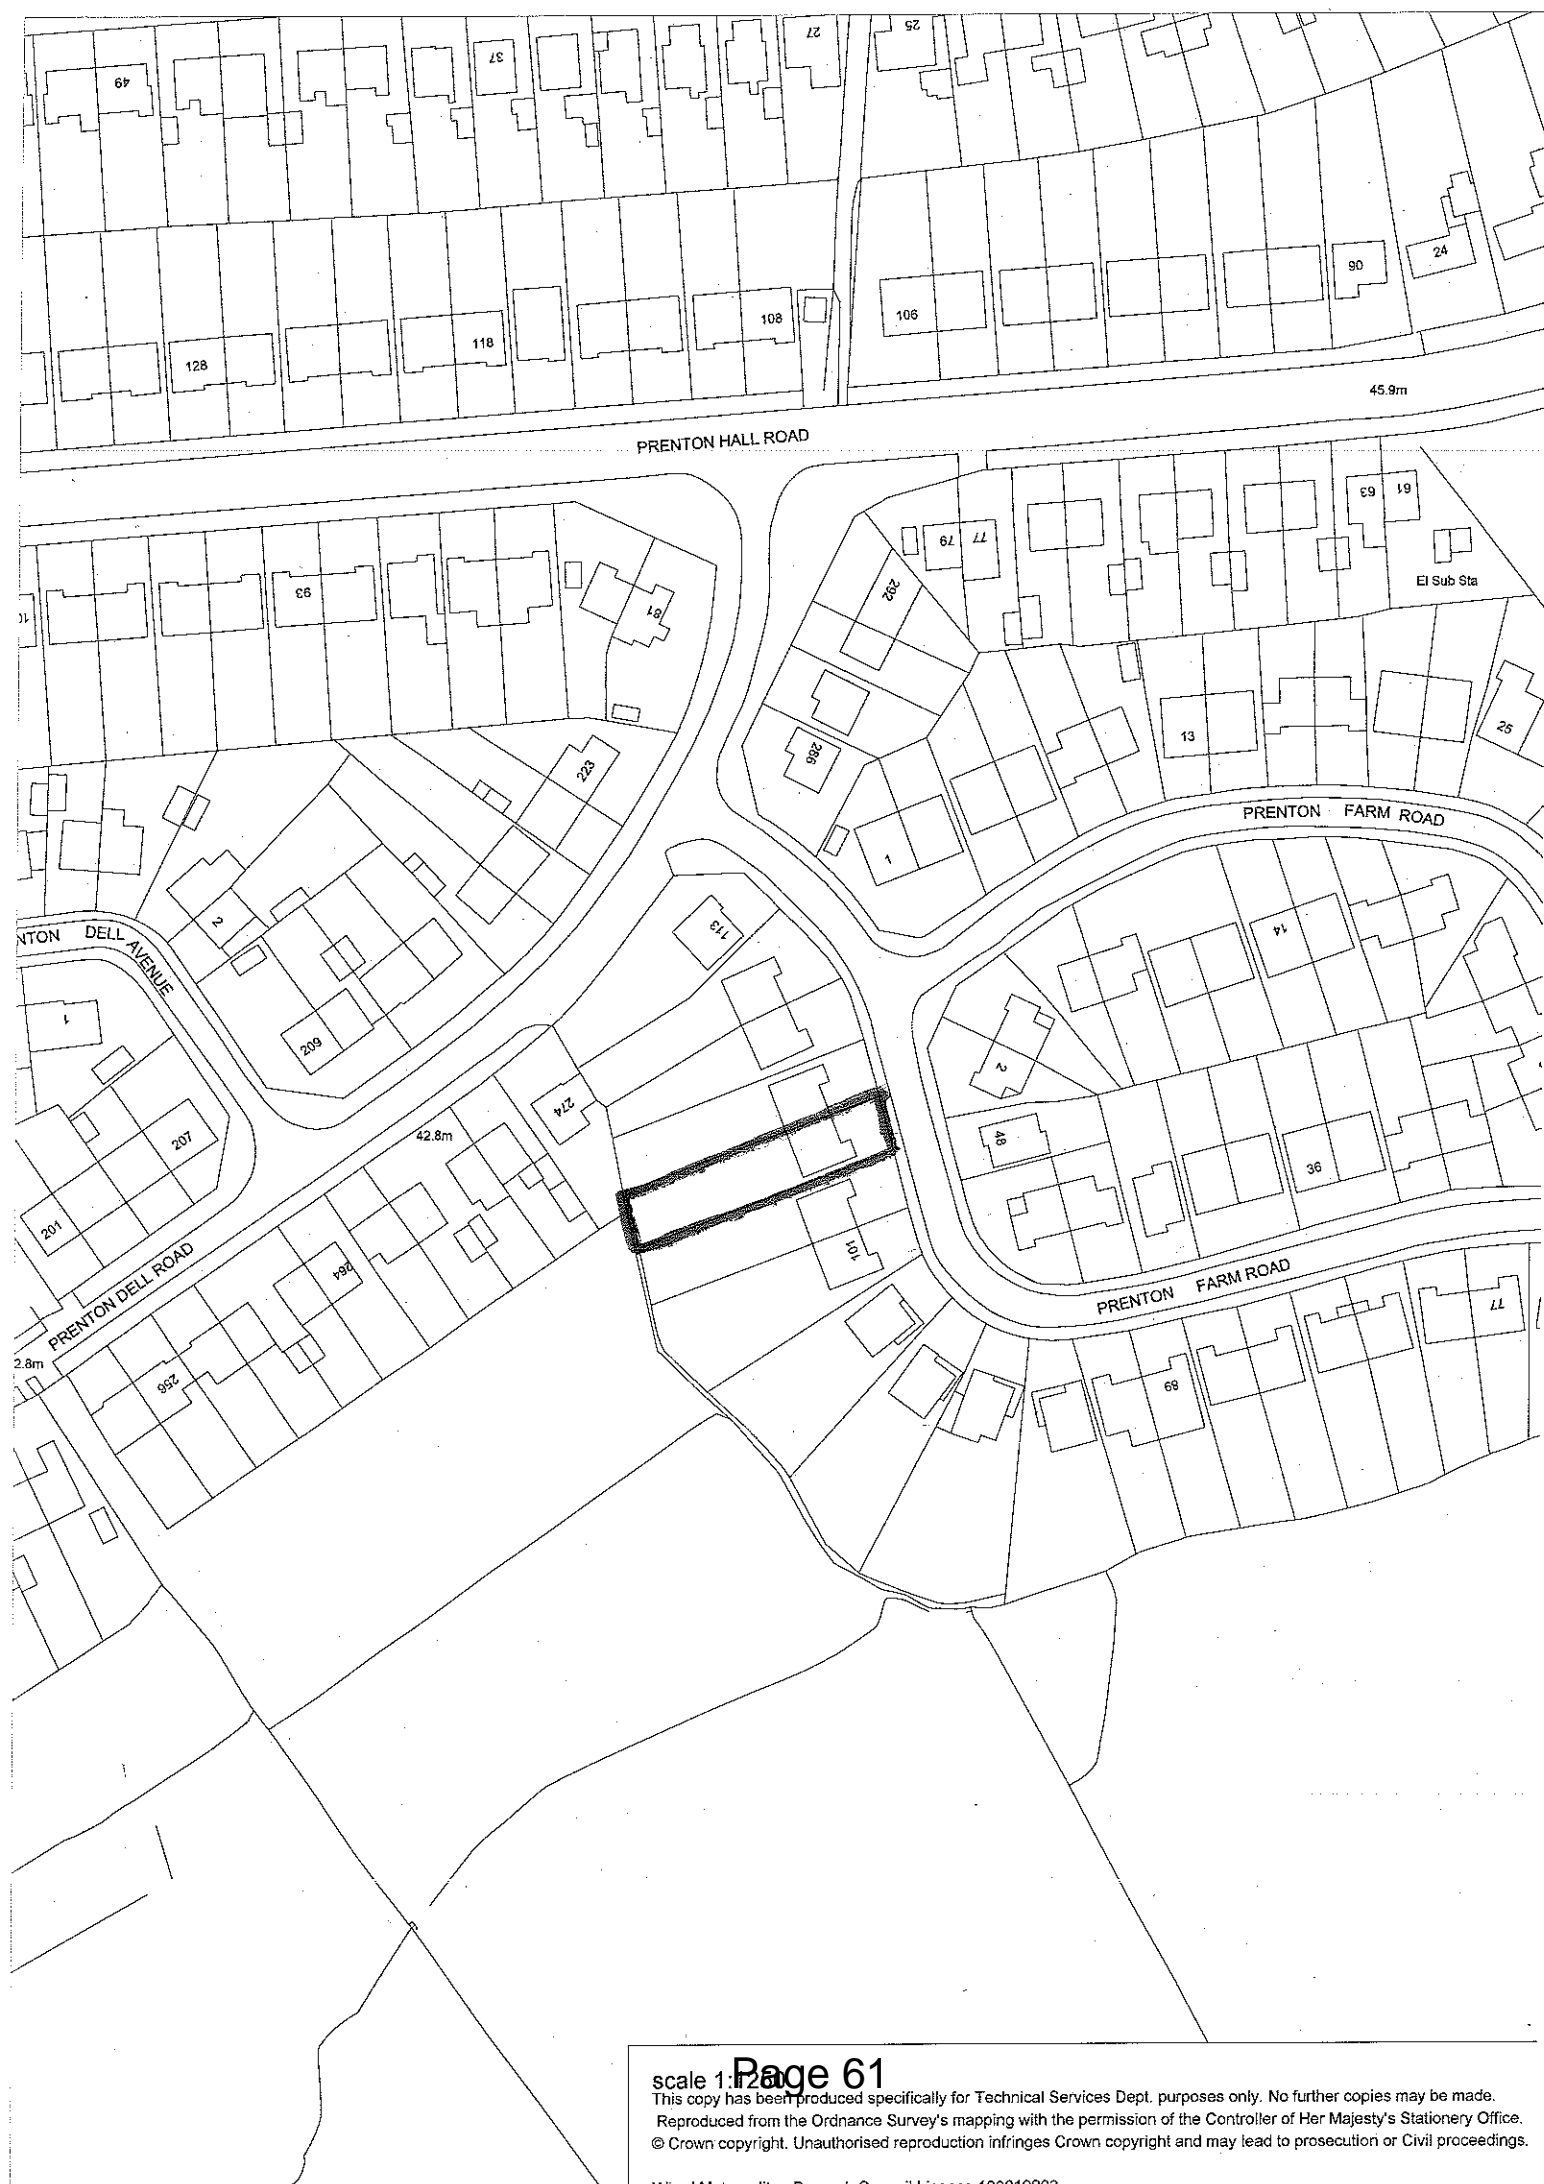 49
37
27
25
128
118
108
106
90
24
45.9m
PRENTON HALL ROAD
93
81
79
77
63
61
El Sub Sta
292
286
223
13
25
1
PRENTON FARM ROAD
2
NTON DELL AVENUE
113
14
1
209
2
207
42.8m
274
48
36
201
101
PRENTON DELL ROAD
264
PRENTON FARM ROAD
77
2.8m
256
69
Page 61
scale 1:1250
This copy has been produced specifically for Technical Services Dept. purposes only. No further copies may be made.
Reproduced from the Ordnance Survey's mapping with the permission of the Controller of Her Majesty's Stationery Office.
© Crown copyright. Unauthorised reproduction infringes Crown copyright and may lead to prosecution or Civil proceedings.